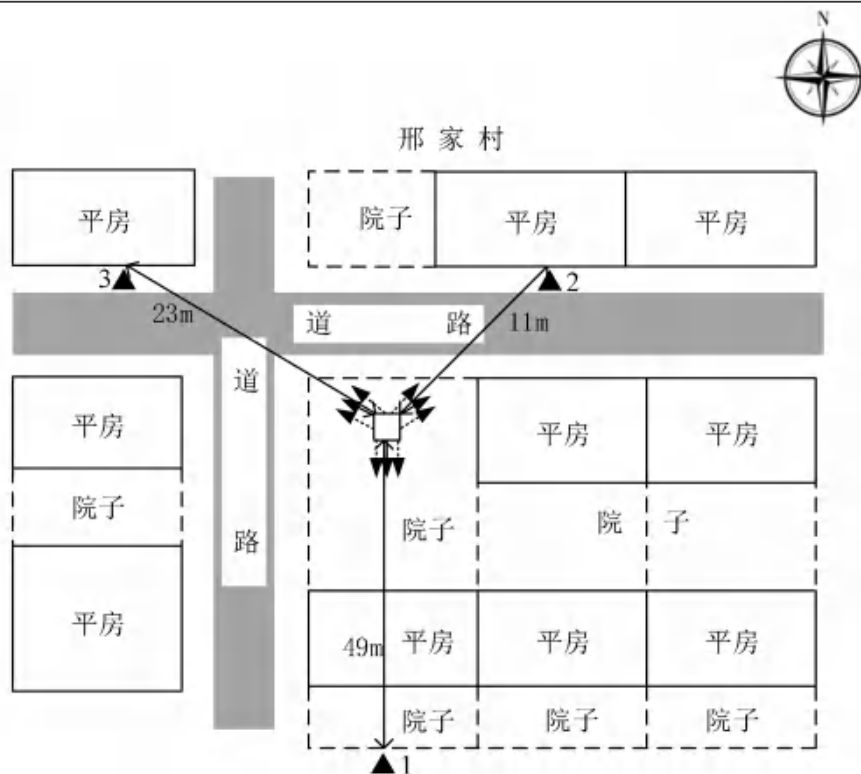 N
邢家村
平房
院子 平房 平房
3 2
23m 11m
道 路
道
路
平房
平房 平房
院子
院子
院 子
平房
49m
平房 平房 平房
院子 院子 院子
1